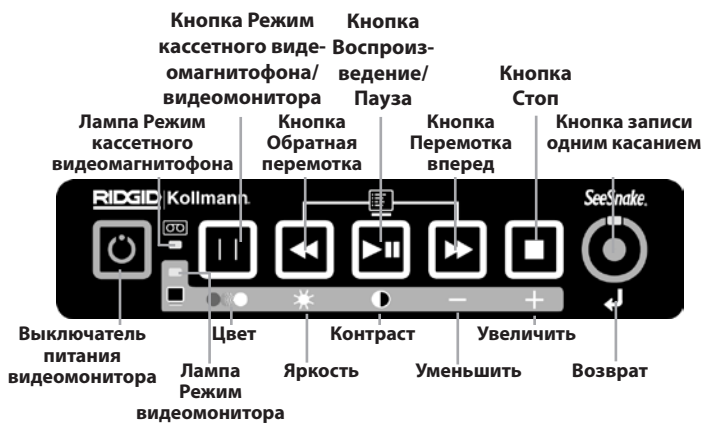 Кнопка Режим
кассетного виде-
омагнитофона/
видеомонитора
Кнопка
Воспроиз-
ведение/
Пауза
Кнопка
Стоп
Лампа Режим
кассетного
видеомагнитофона
Кнопка
Обратная
перемотка
Кнопка
Перемотка
вперед
Кнопка записи
одним касанием
RIDGID Kollmann
SeeSnake.
Выключатель
питания
видеомонитора
Цвет
Лампа
Режим
видеомонитора
Яркость
Контраст
Уменьшить
Увеличить
Возврат